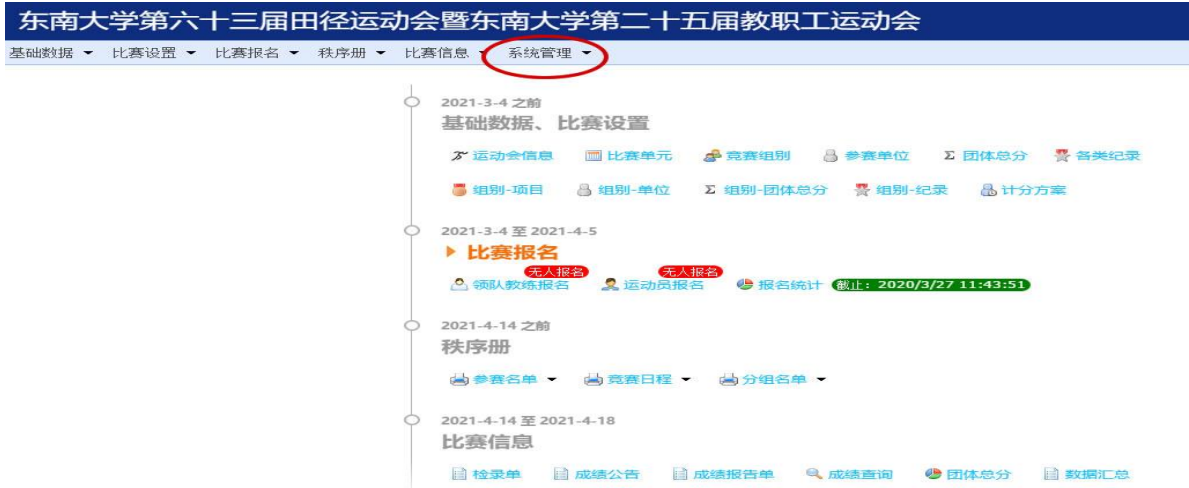 东南大学第六十三届田径运动会暨东南大学第二十五届教职工运动会
基础数据 比赛设置 比赛报名 秩序册 比赛信息 系统管理
2021-3-4 之前
基础数据、比赛设置
运动会信息 比赛单元 竞赛组别 参赛单位 Σ 团体总分 各类纪录
组别-项目 组别-单位 Σ 组别-团体总分 组别-纪录 计分方案
2021-3-4 至 2021-4-5
比赛报名
无人报名 无人报名
领队教练报名 运动员报名 报名统计 截止：2020/3/27 11:43:51
2021-4-14 之前
秩序册
参赛名单 竞赛日程 分组名单
2021-4-14 至 2021-4-18
比赛信息
检录单 成绩公告 成绩报告单 成绩查询 团体总分 数据汇总